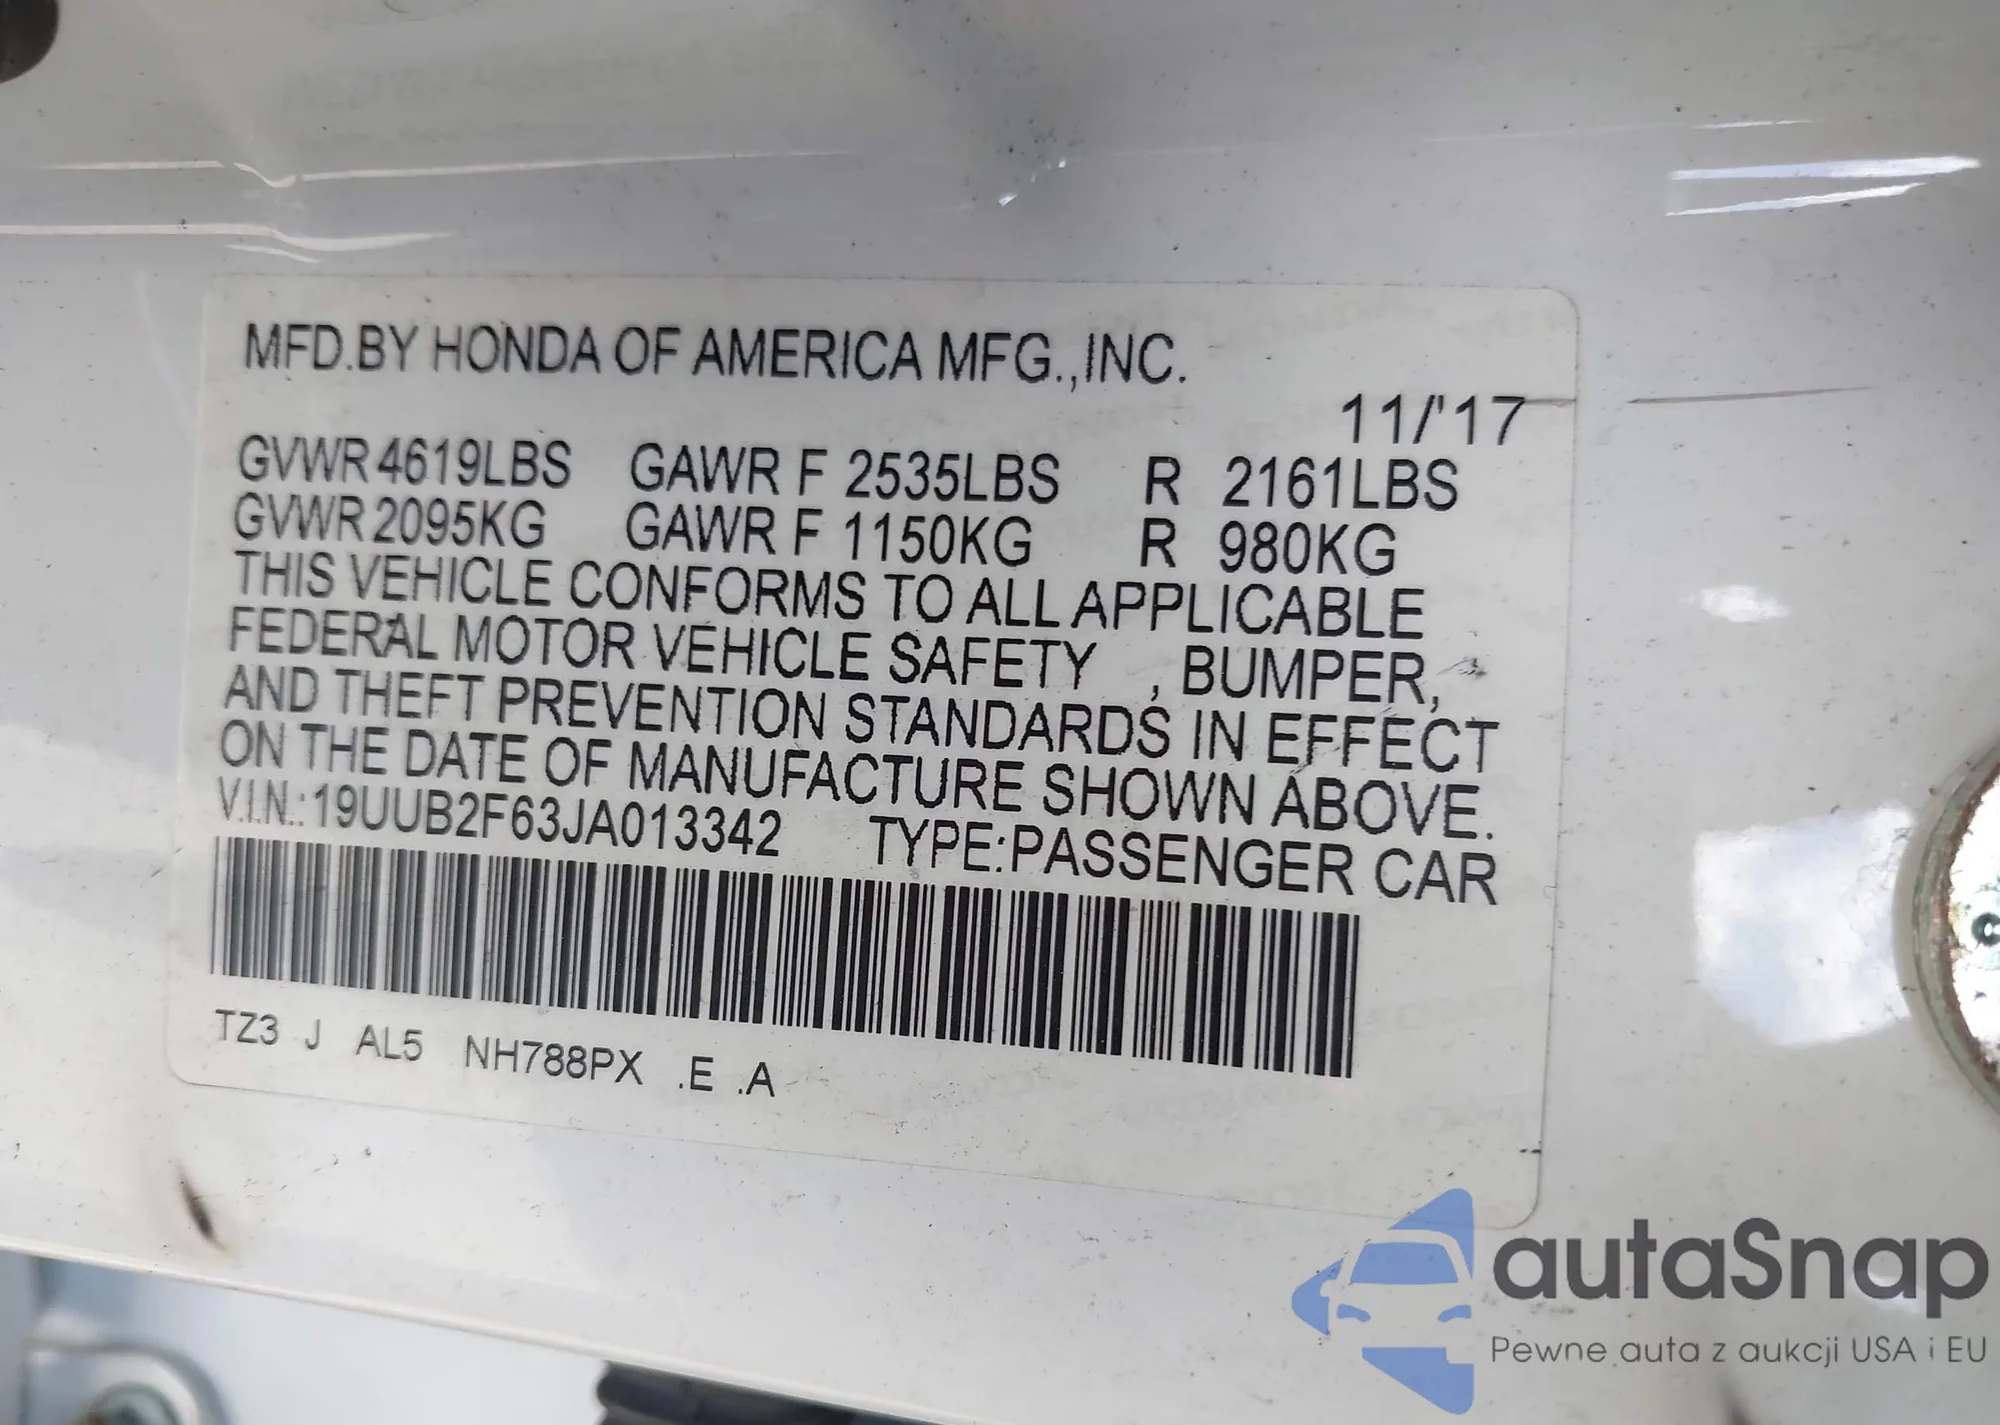 MFD.BY HONDA OF AMERICA MFG.,INC.
11/'17
GVWR 4619LBS GAWR F 2535LBS R 2161LBS
GVWR 2095KG GAWR F 1150KG R 980KG
THIS VEHICLE CONFORMS TO ALL APPLICABLE
FEDERAL MOTOR VEHICLE SAFETY , BUMPER,
AND THEFT PREVENTION STANDARDS IN EFFECT
ON THE DATE OF MANUFACTURE SHOWN ABOVE.
V.I.N.: 19UUB2F63JA013342 TYPE:PASSENGER CAR
TZ3 J AL5 NH788PX .E .A
autaSnap
Pewne auta z aukcji USA i EU